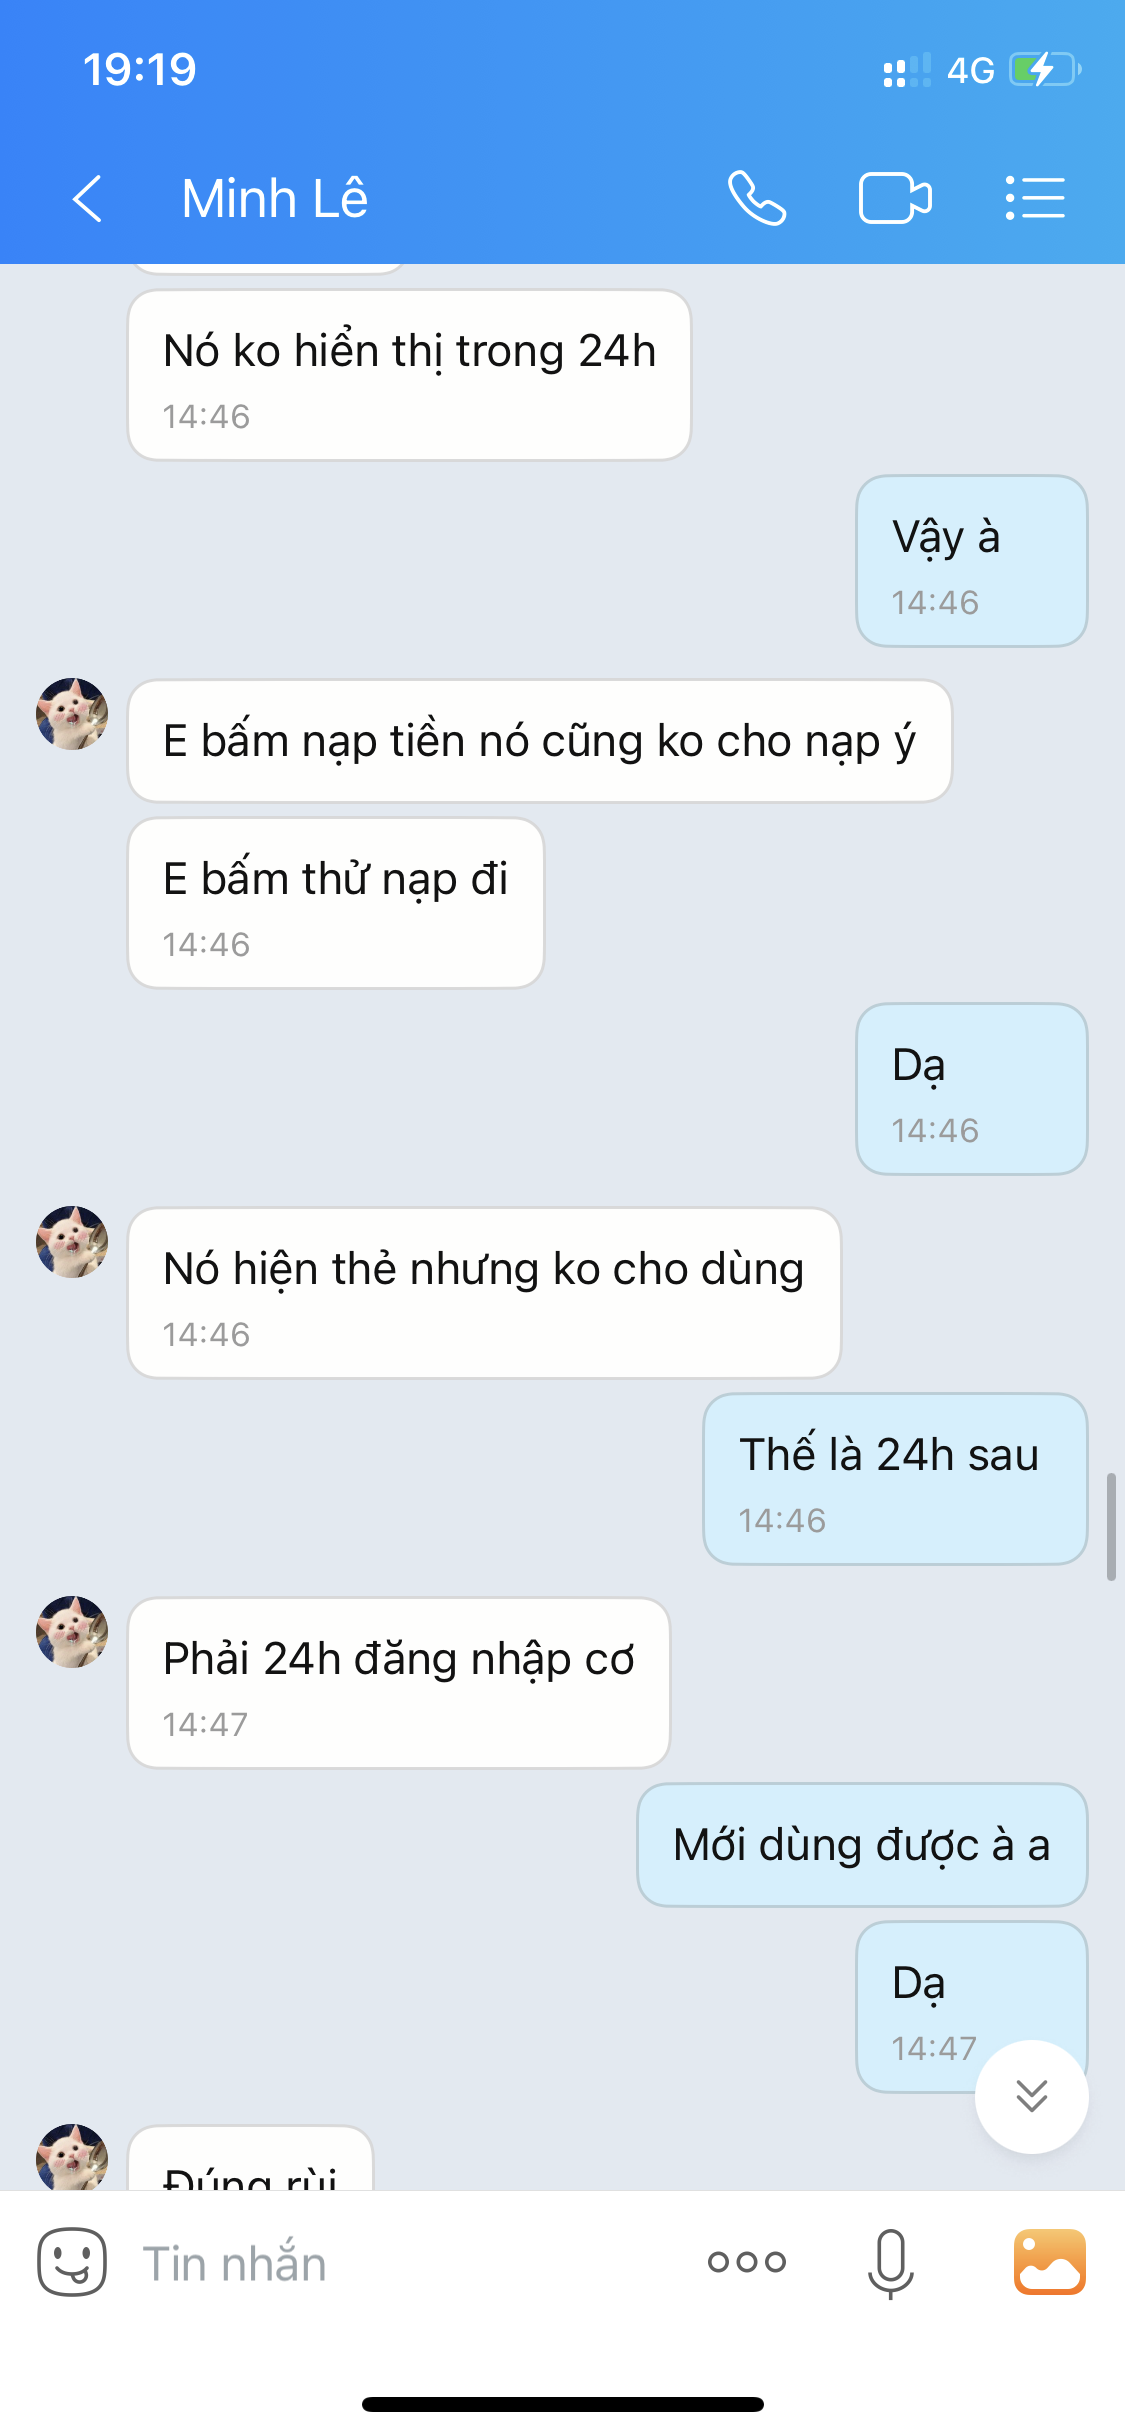 19:19
4G
Minh Lê
Nó ko hiển thị trong 24h
14:46
Vậy à
14:46
E bấm nạp tiền nó cũng ko cho nạp ý
E bấm thử nạp đi
14:46
Dạ
14:46
Nó hiện thẻ nhưng ko cho dùng
14:46
Thế là 24h sau
14:46
Phải 24h đăng nhập cơ
14:47
Mới dùng được à a
Dạ
14:47
Đúng rùi
Tin nhắn